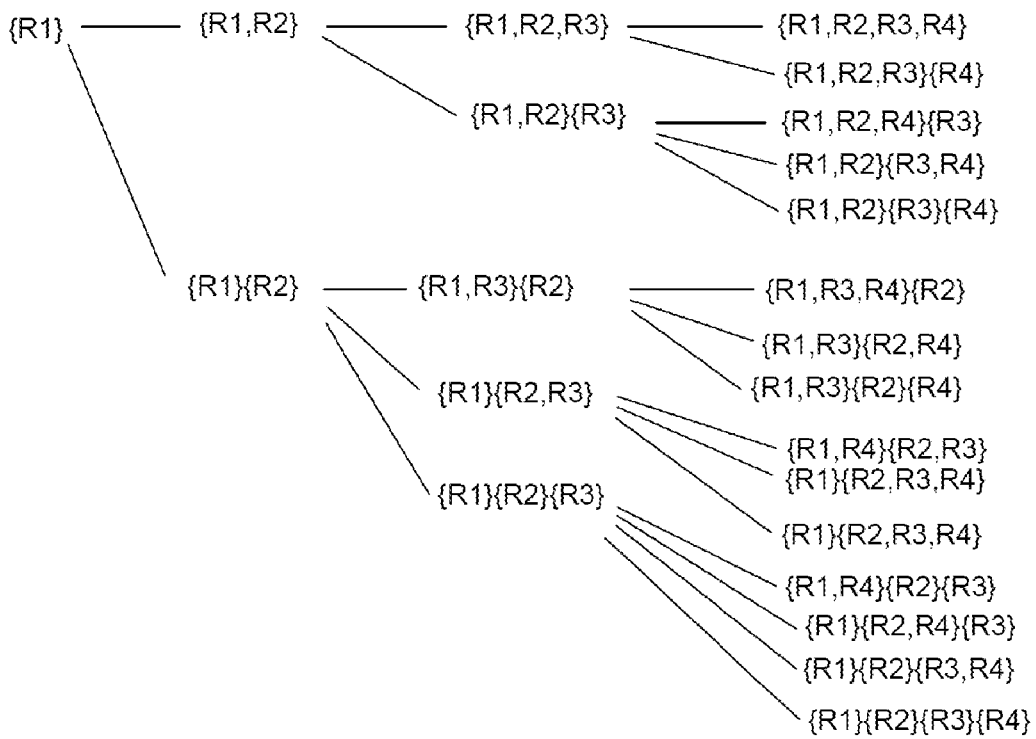 {R1} {R1,R2} {R1,R2,R3} {R1,R2,R3,R4}
{R1,R2,R3}{R4}
{R1,R2}{R3} {R1,R2,R4}{R3}
{R1,R2}{R3,R4}
{R1,R2}{R3}{R4}
{R1}{R2} {R1,R3}{R2} {R1,R3,R4}{R2}
{R1,R3}{R2,R4}
{R1,R3}{R2}{R4}
{R1}{R2,R3}
{R1,R4}{R2,R3}
{R1}{R2,R3,R4}
{R1}{R2}{R3}
{R1}{R2,R3,R4}
{R1,R4}{R2}{R3}
{R1}{R2,R4}{R3}
{R1}{R2}{R3,R4}
{R1}{R2}{R3}{R4}